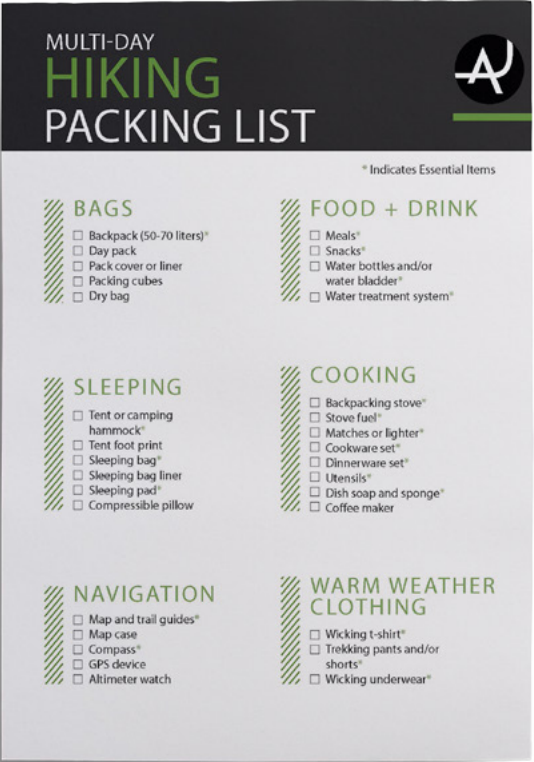 MULTI-DAY
HIKING
PACKING LIST
* Indicates Essential Items
BAGS
Backpack (50-70 liters)*
Day pack
Pack cover or liner
Packing cubes
Dry bag
FOOD + DRINK
Meals*
Snacks*
Water bottles and/or
water bladder*
Water treatment system*
SLEEPING
Tent or camping
hammock*
Tent foot print
Sleeping bag*
Sleeping bag liner
Sleeping pad*
Compressible pillow
COOKING
Backpacking stove*
Stove fuel*
Matches or lighter*
Cookware set*
Dinnerware set*
Utensils*
Dish soap and sponge*
Coffee maker
NAVIGATION
Map and trail guides*
Map case
Compass*
GPS device
Altimeter watch
WARM WEATHER
CLOTHING
Wicking t-shirt*
Trekking pants and/or
shorts*
Wicking underwear*